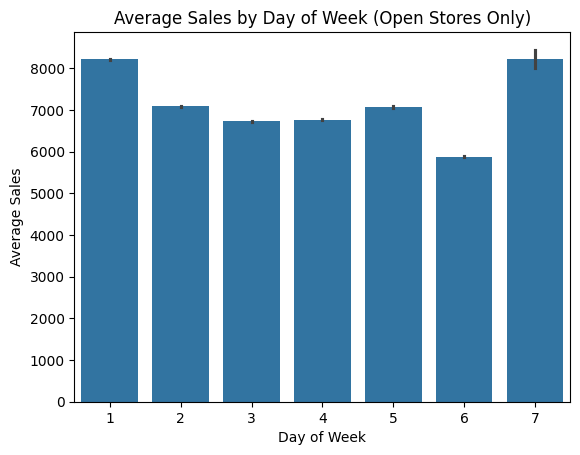 Average Sales by Day of Week (Open Stores Only)
8000
7000
6000
5000
4000
3000
2000
1000
0
Average Sales
1 2 3 4 5 6 7
Day of Week